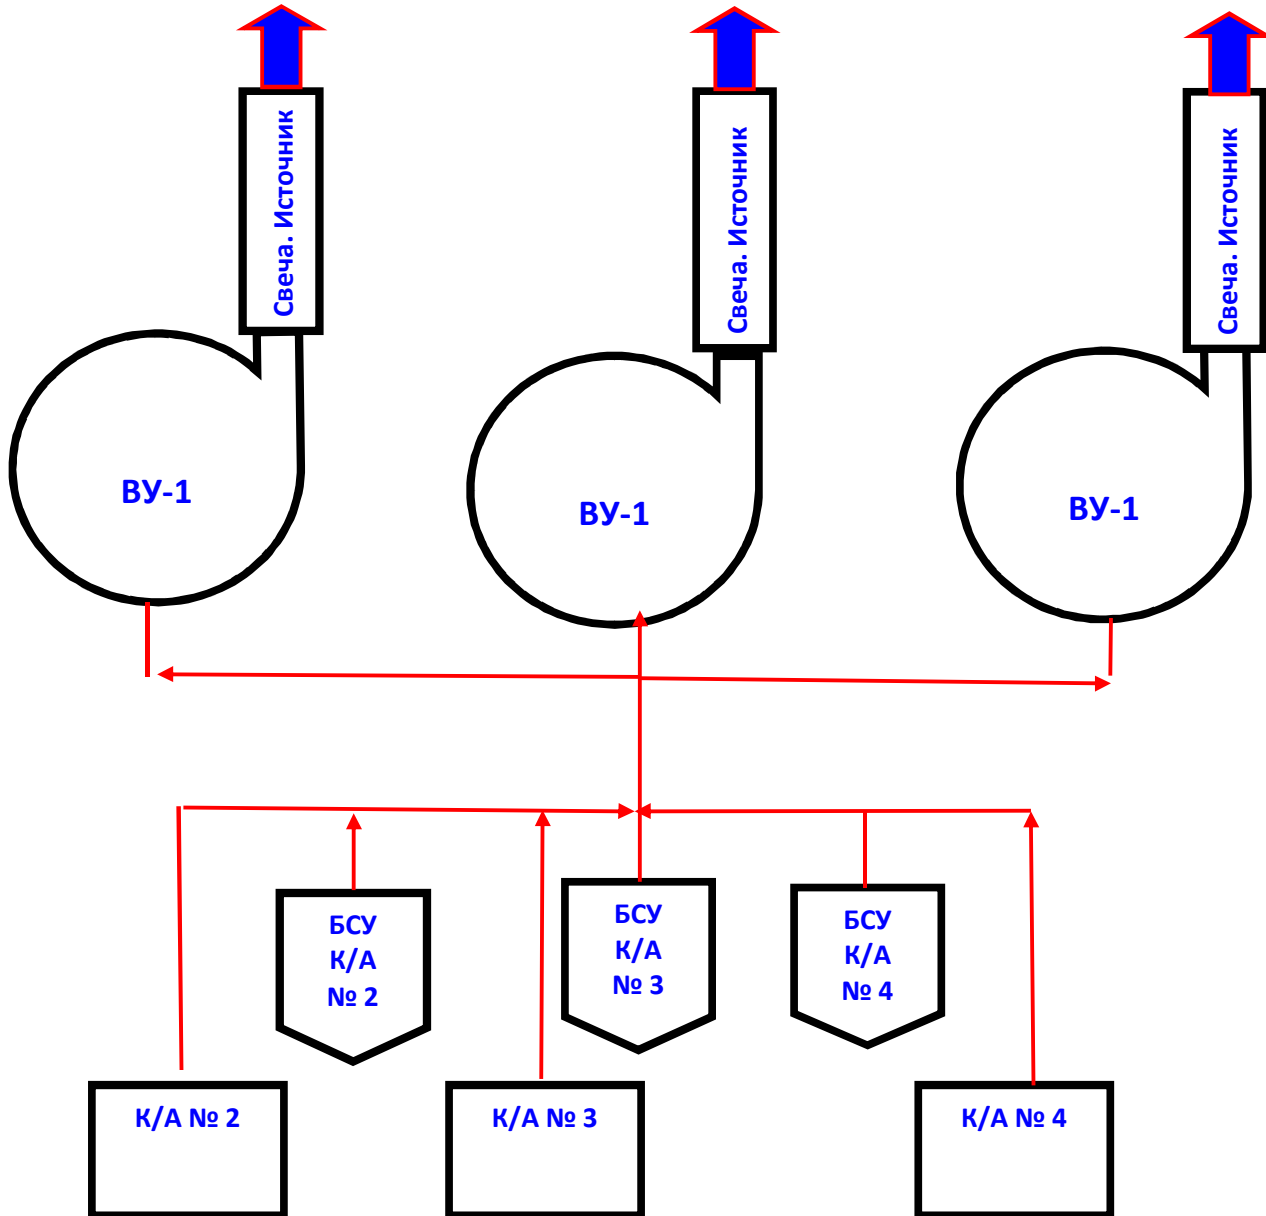 Свеча. Источник
Свеча. Источник
Свеча. Источник
ВУ-1
ВУ-1
ВУ-1
БСУ
К/А
№ 2
БСУ
К/А
№ 3
БСУ
К/А
№ 4
К/А № 2
К/А № 3
К/А № 4